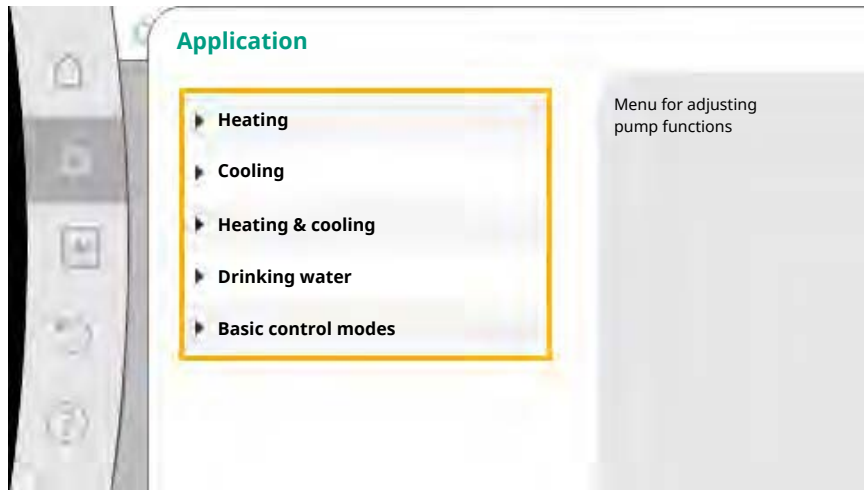 Application
Heating
Cooling
Heating & cooling
Drinking water
Basic control modes
Menu for adjusting
pump functions